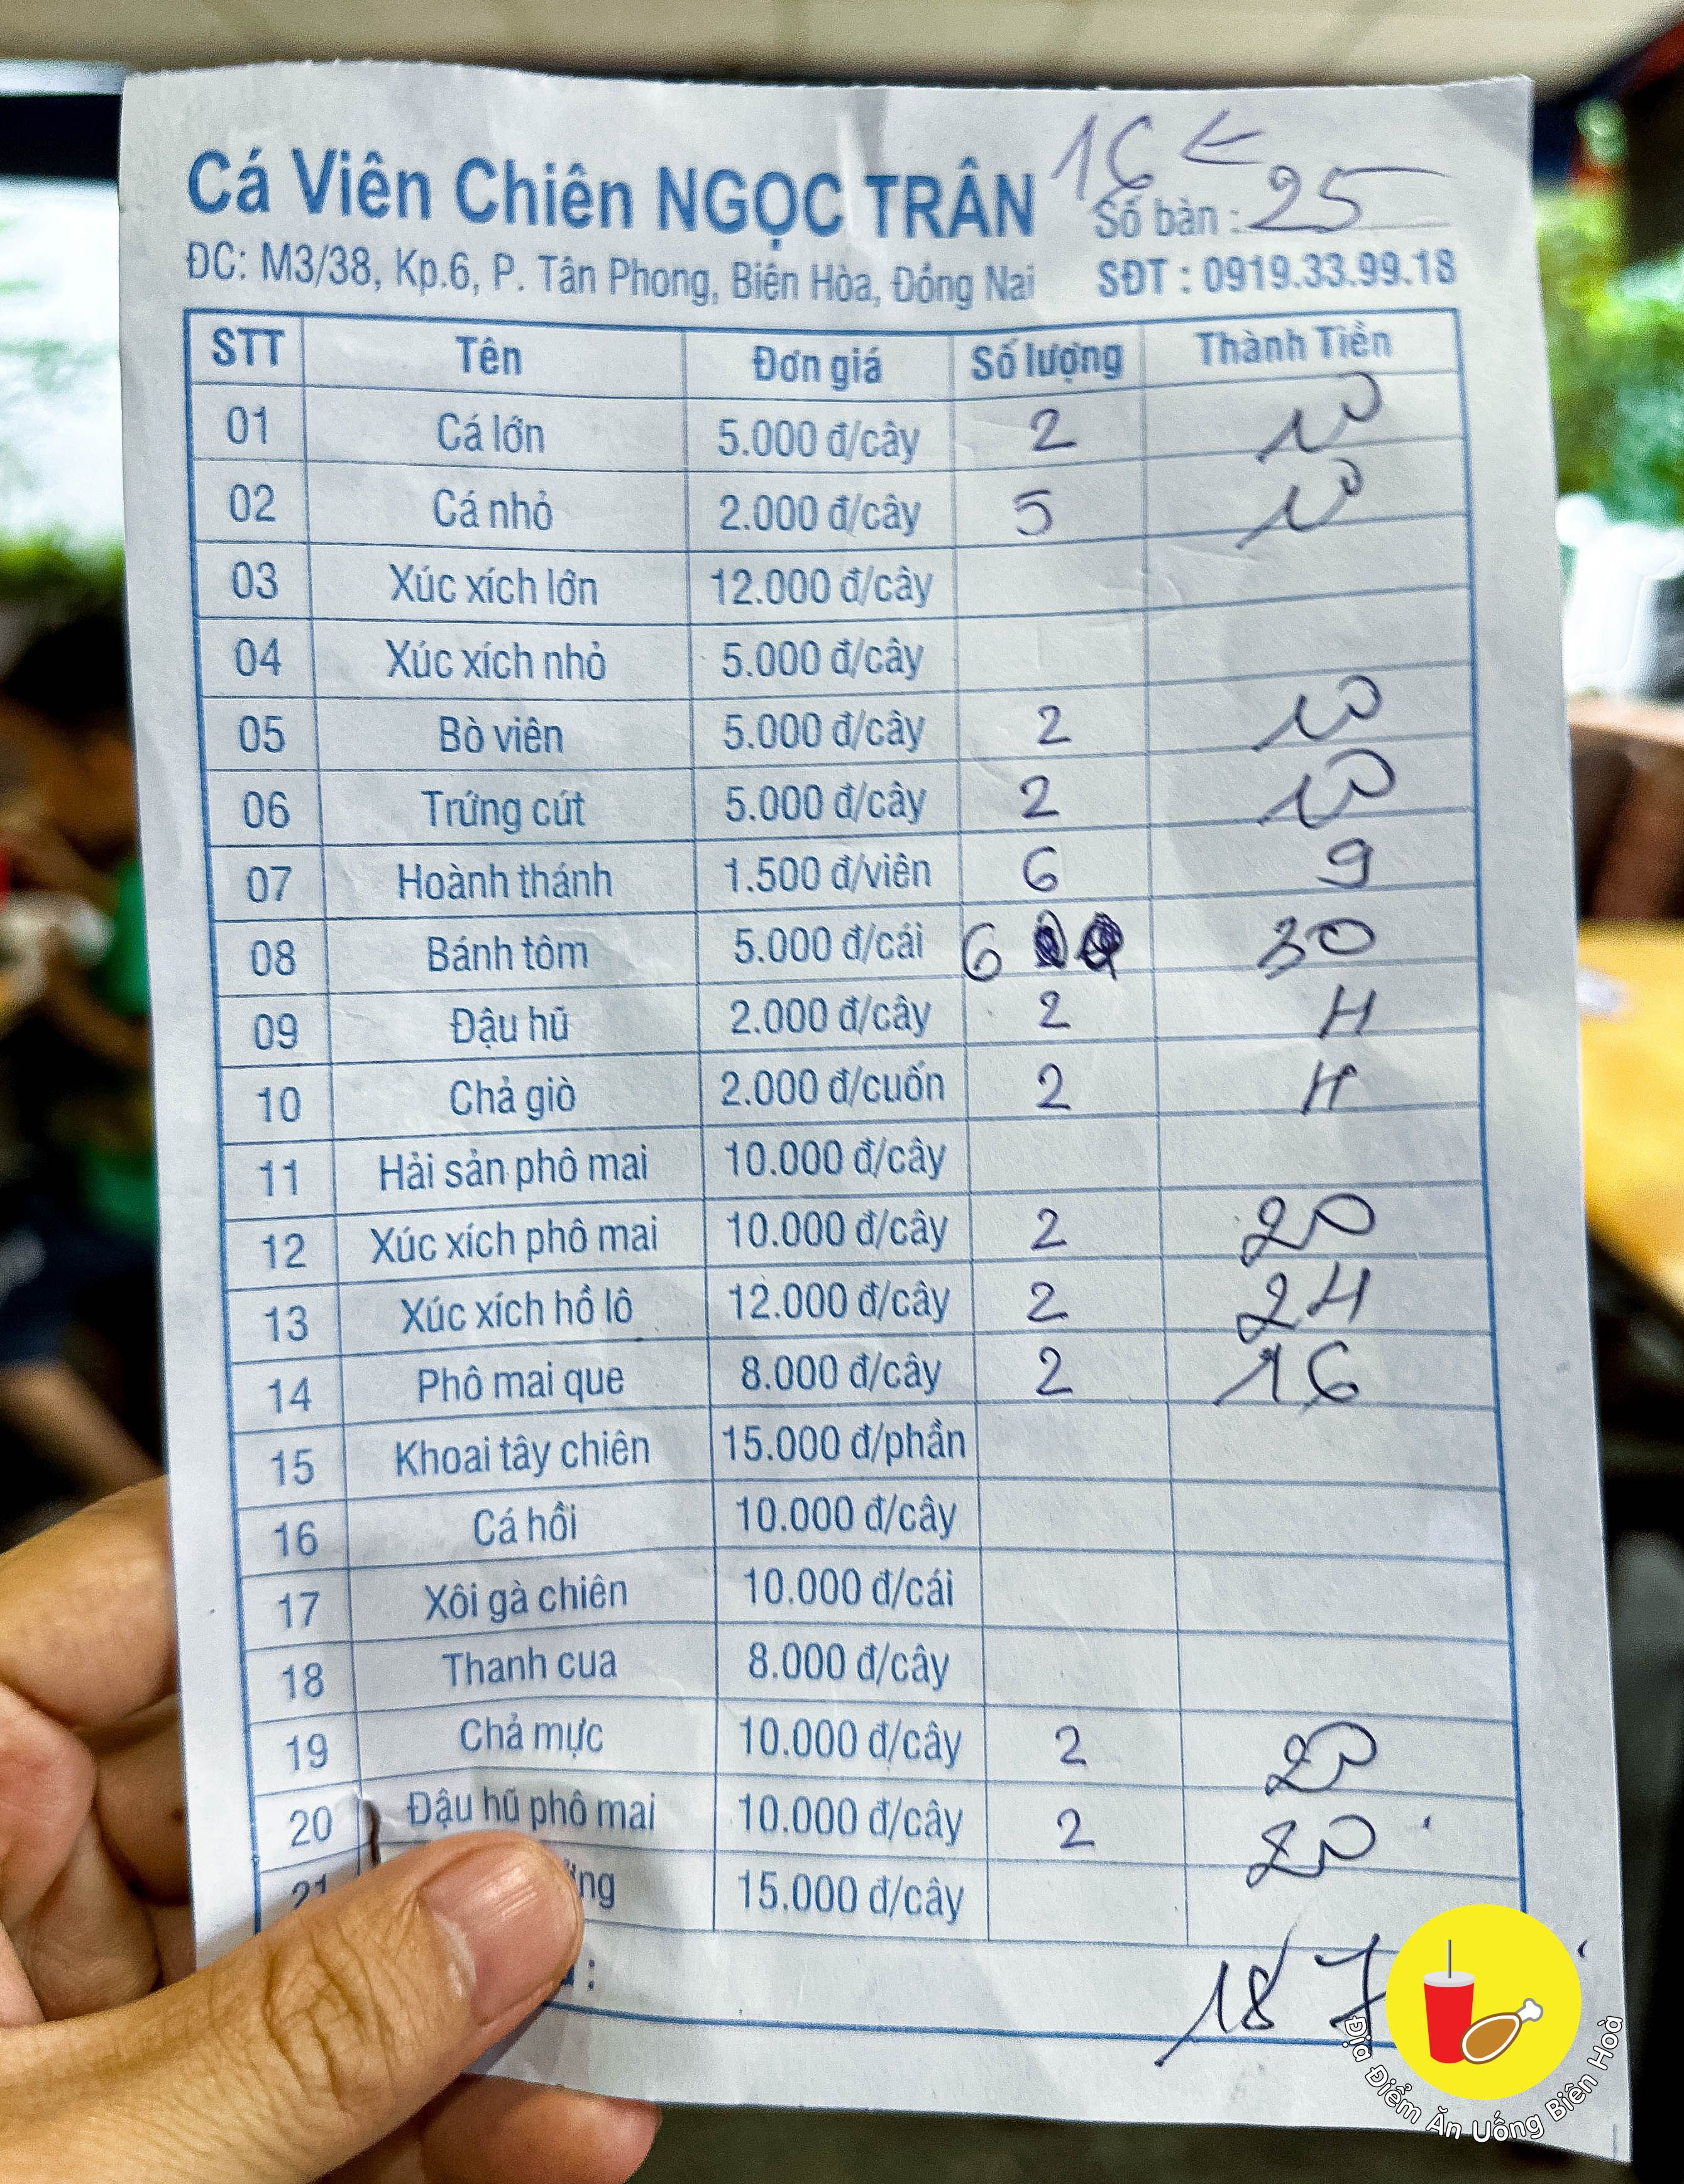 16 ←
Cá Viên Chiên NGỌC TRÂN Số bàn : 25
ĐC: M3/38, Kp.6, P. Tân Phong, Biên Hòa, Đồng Nai SĐT : 0919.33.99.18
STT Tên Đơn giá Số lượng Thành Tiền
01 Cá lớn 5.000 đ/cây 2 10
02 Cá nhỏ 2.000 đ/cây 5 10
03 Xúc xích lớn 12.000 đ/cây
04 Xúc xích nhỏ 5.000 đ/cây
05 Bò viên 5.000 đ/cây 2 10
06 Trứng cút 5.000 đ/cây 2 10
07 Hoành thánh 1.500 đ/viên 6 9
08 Bánh tôm 5.000 đ/cái 6 30
09 Đậu hũ 2.000 đ/cây 2 4
10 Chả giò 2.000 đ/cuốn 2 4
11 Hải sản phô mai 10.000 đ/cây
12 Xúc xích phô mai 10.000 đ/cây 2 20
13 Xúc xích hồ lô 12.000 đ/cây 2 24
14 Phô mai que 8.000 đ/cây 2 16
15 Khoai tây chiên 15.000 đ/phần
16 Cá hồi 10.000 đ/cây
17 Xôi gà chiên 10.000 đ/cái
18 Thanh cua 8.000 đ/cây
19 Chả mực 10.000 đ/cây 2 20
20 Đậu hũ phô mai 10.000 đ/cây 2 20
21 15.000 đ/cây
: 187
Địa Điểm Ăn Uống Biên Hoà